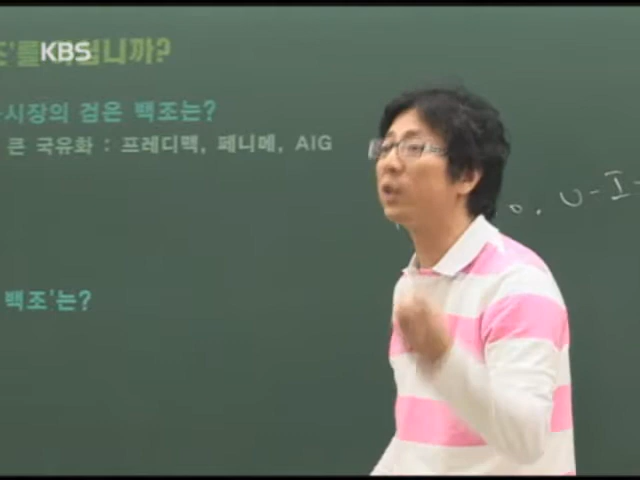 KBS
'를 니까?
시장의 검은 백조는?
큰 국유화 : 프레디맥, 페니메, AIG
백조'는?
o. U-I-